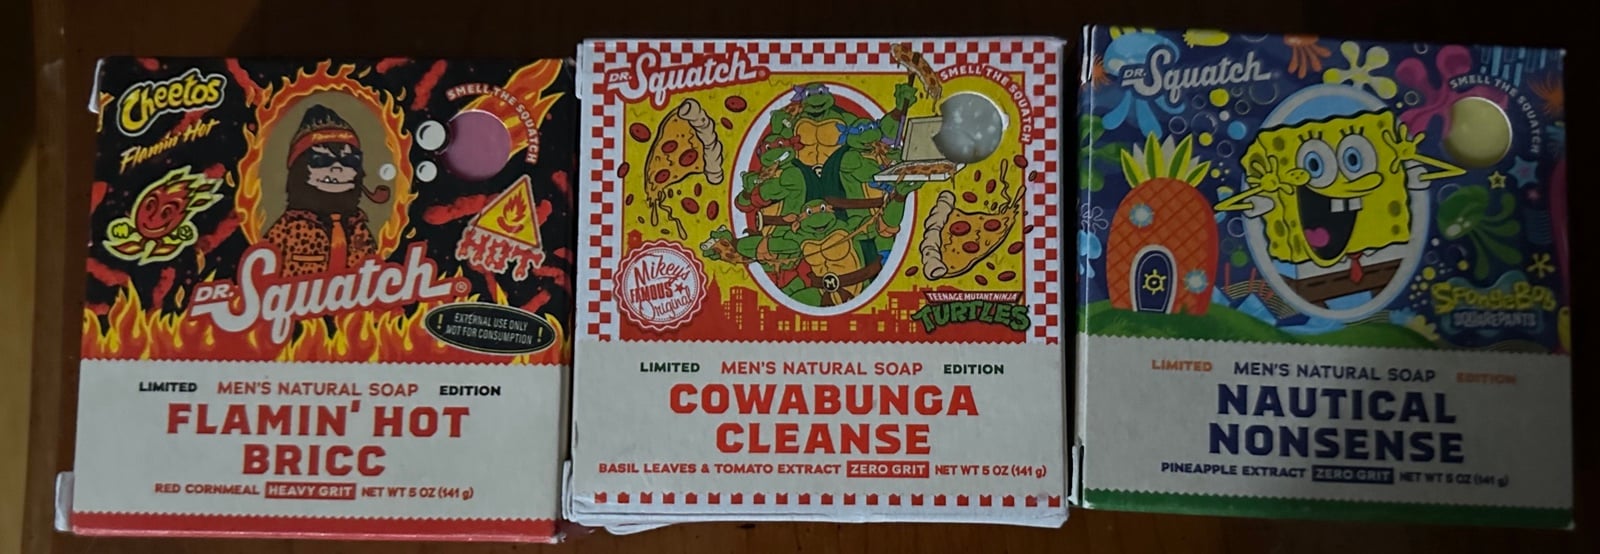 Cheetos
Flamin' Hot
SMELL THE SQUATCH
HOT
DR. Squatch®
! EXTERNAL USE ONLY !
NOT FOR CONSUMPTION
LIMITED MEN'S NATURAL SOAP EDITION
FLAMIN' HOT
BRICC
RED CORNMEAL HEAVY GRIT NET WT 5 OZ (141 g)
DR. Squatch®
SMELL THE SQUATCH
Mikey's
FAMOUS
Original
M
TEENAGE MUTANT NINJA
TURTLES
LIMITED MEN'S NATURAL SOAP EDITION
COWABUNGA
CLEANSE
BASIL LEAVES & TOMATO EXTRACT ZERO GRIT NET WT 5 OZ (141 g)
DR. Squatch®
SMELL THE SQUATCH
SpongeBob
SQUAREPANTS
LIMITED MEN'S NATURAL SOAP EDITION
NAUTICAL
NONSENSE
PINEAPPLE EXTRACT ZERO GRIT NET WT 5 OZ (141 g)